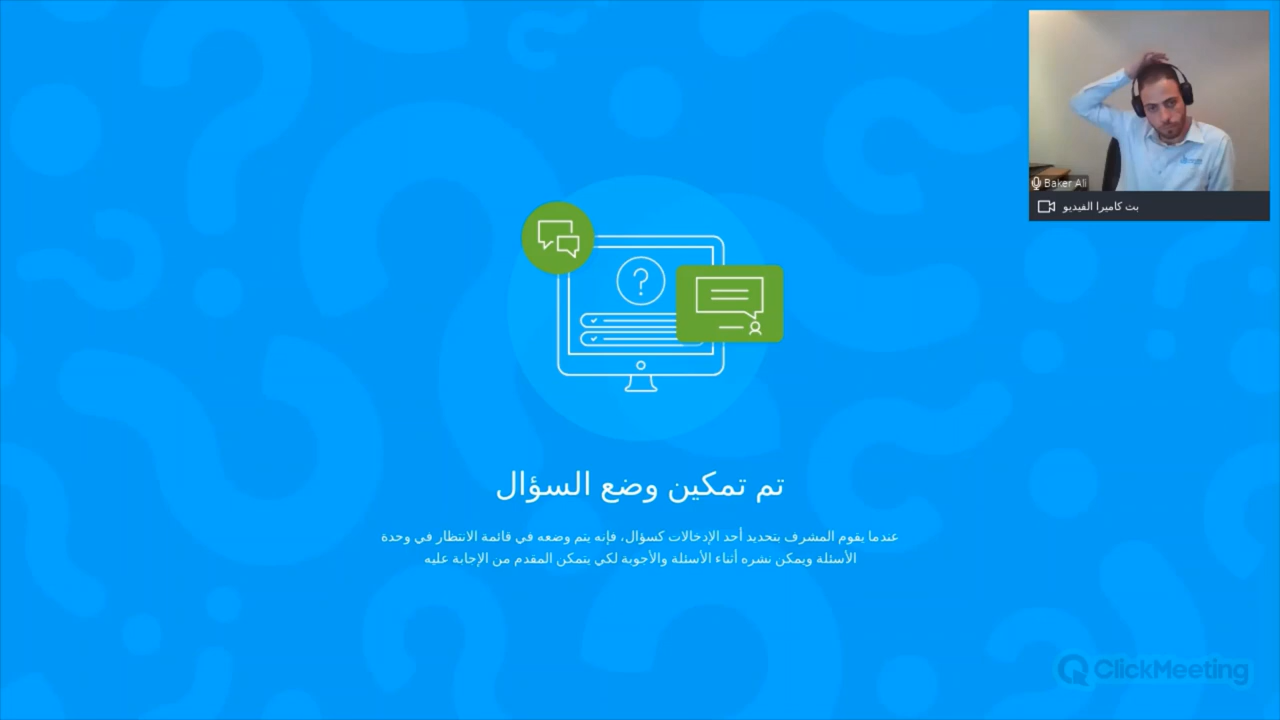 Baker Ali
بث كاميرا الفيديو
?
تم تمكين وضع السؤال
عندما يقوم المشرف بتحديد أحد الإدخالات كسؤال، فإنه يتم وضعه في قائمة الانتظار في وحدة
الأسئلة ويمكن نشره أثناء الأسئلة والأجوبة لكي يتمكن المقدم من الإجابة عليه
ClickMeeting